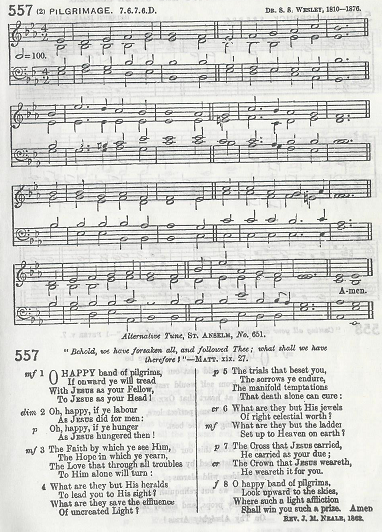 557 (2) PILGRIMAGE. 7.6.7.6.D. DR. S. S. WESLEY, 1810–1876.
=100.
A-men.
Alternative Tune, ST. ANSELM, No. 651.
557
"Behold, we have forsaken all, and followed Thee; what shall we have
therefore?"—MATT. xix. 27.
mf 1 O HAPPY band of pilgrims,
If onward ye will tread
With JESUS as your Fellow,
To JESUS as your Head!
dim 2 Oh, happy, if ye labour
As JESUS did for men:
p Oh, happy, if ye hunger
As JESUS hungered then!
mf 3 The Faith by which ye see Him,
The Hope in which ye yearn,
The Love that through all troubles
To Him alone will turn:
4 What are they but His heralds
To lead you to His sight?
What are they save the effluence
Of uncreated Light?
p 5 The trials that beset you,
The sorrows ye endure,
The manifold temptations
That death alone can cure:
cr 6 What are they but His jewels
Of right celestial worth?
mf What are they but the ladder
Set up to Heaven on earth?
p 7 The Cross that JESUS carried,
He carried as your due;
cr The Crown that JESUS weareth,
He weareth it for you.
f 8 O happy band of pilgrims,
Look upward to the skies,
Where such a light affliction
Shall win you such a prize. Amen
REV. J. M. NEALE, 1862.